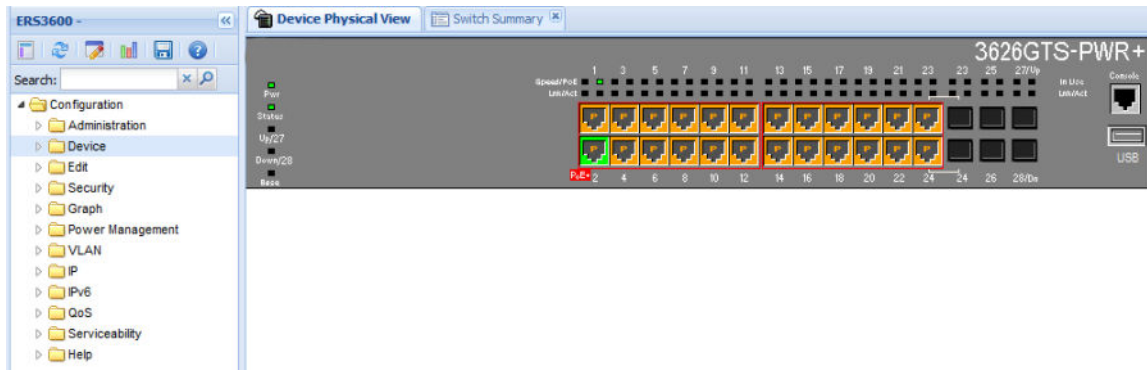 ERS3600 -
Device Physical View
Switch Summary
Search:
Configuration
Administration
Device
Edit
Security
Graph
Power Management
VLAN
IP
IPv6
QoS
Serviceability
Help
3626GTS-PWR+
1 3 5 7 9 11 13 15 17 19 21 23 23 25 27/Up
Speed/PoE
Link/Act
In Use
Link/Act
Console
Pwr
Status
Up/27
Down/28
Base
P P P P P P P P P P P P
P P P P P P P P P P P P
USB
PoE+ 2 4 6 8 10 12 14 16 18 20 22 24 24 26 28/Dn